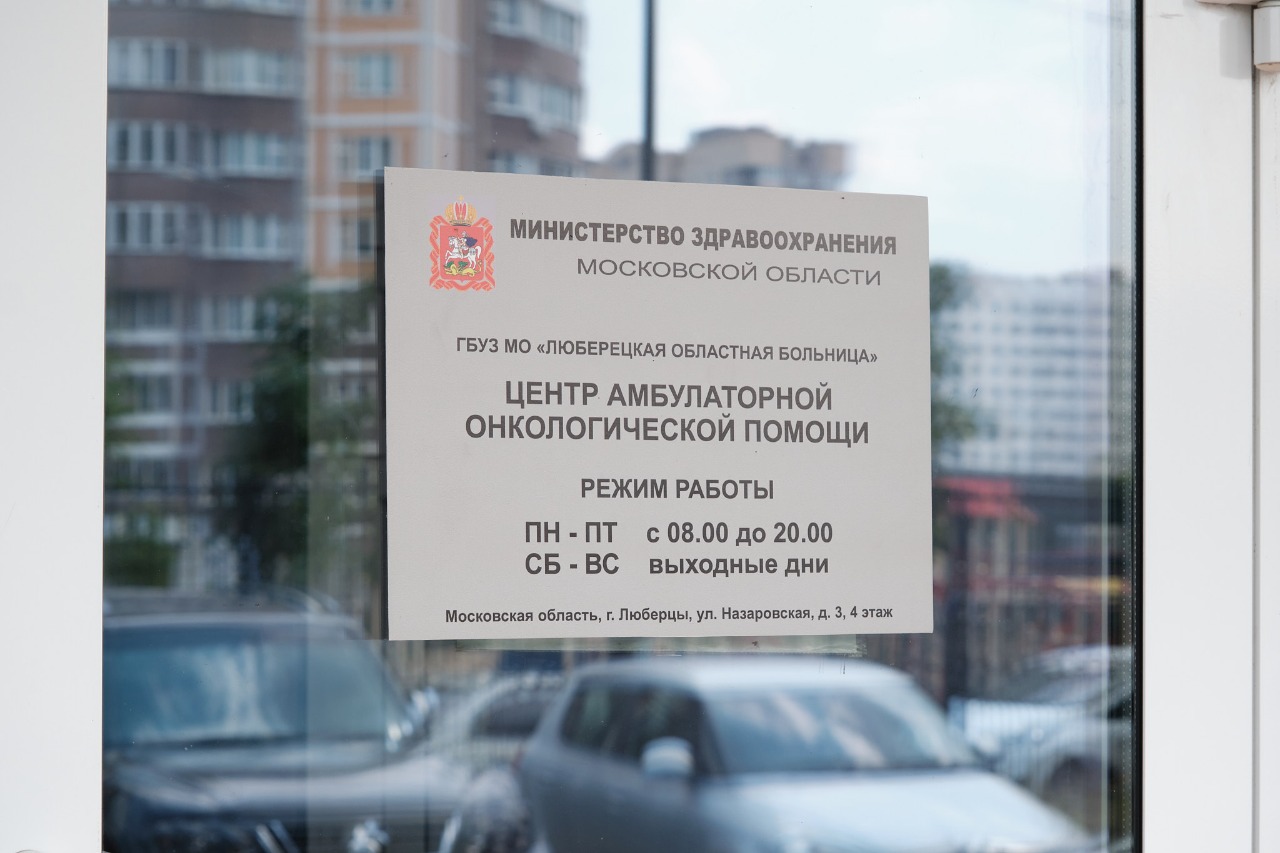 МИНИСТЕРСТВО ЗДРАВООХРАНЕНИЯ
МОСКОВСКОЙ ОБЛАСТИ
ГБУЗ МО «ЛЮБЕРЕЦКАЯ ОБЛАСТНАЯ БОЛЬНИЦА»
ЦЕНТР АМБУЛАТОРНОЙ
ОНКОЛОГИЧЕСКОЙ ПОМОЩИ
РЕЖИМ РАБОТЫ
ПН - ПТ с 08.00 до 20.00
СБ - ВС выходные дни
Московская область, г. Люберцы, ул. Назаровская, д. 3, 4 этаж